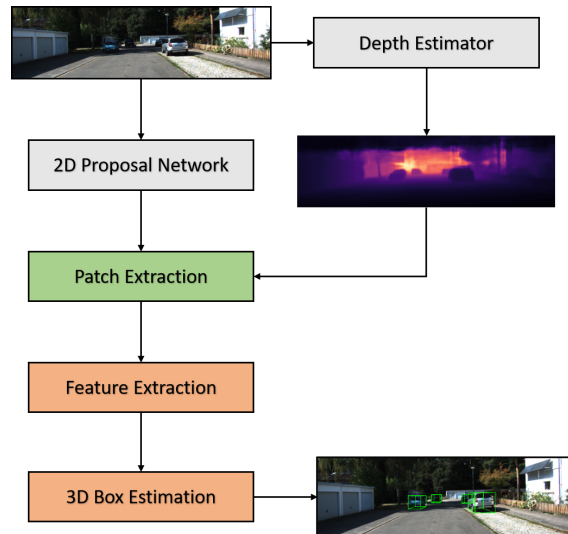 Depth Estimator
2D Proposal Network
Patch Extraction
Feature Extraction
3D Box Estimation